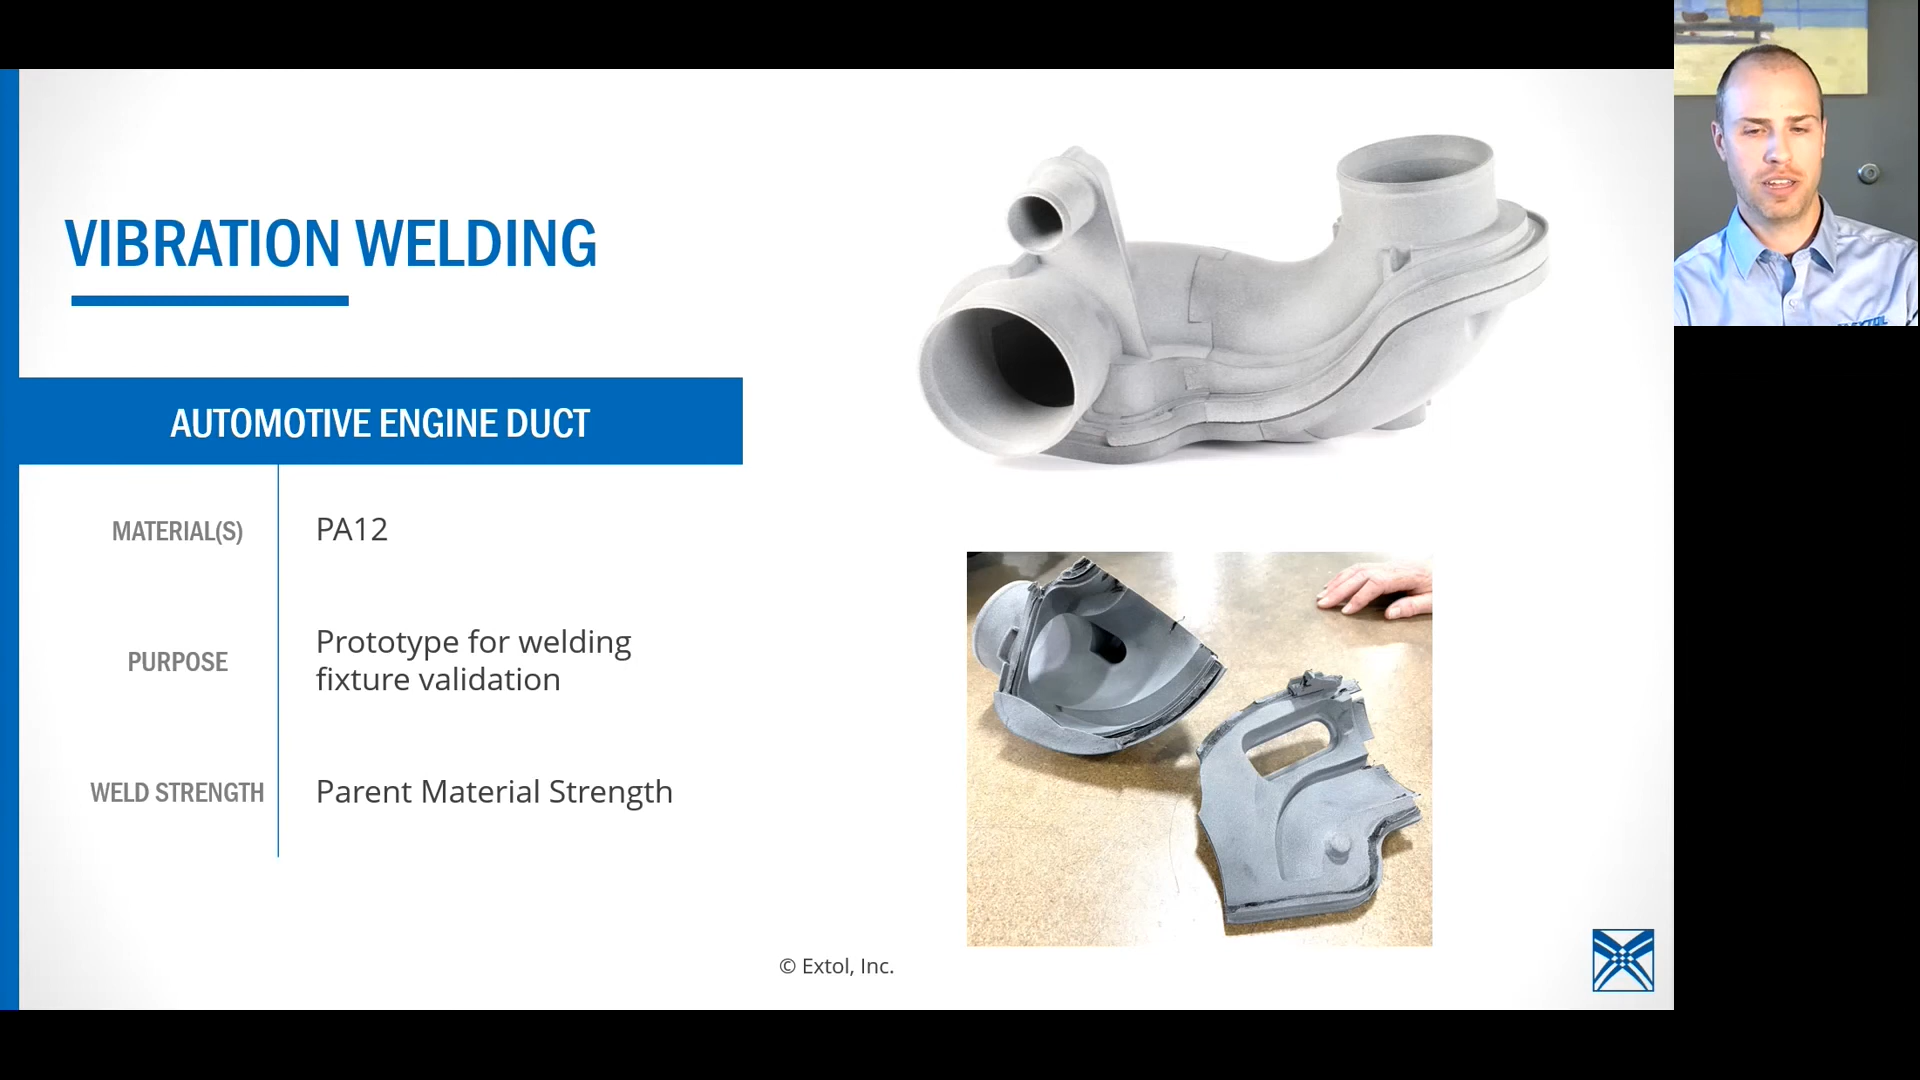 VIBRATION WELDING
AUTOMOTIVE ENGINE DUCT
MATERIAL(S)
PA12
PURPOSE
Prototype for welding
fixture validation
WELD STRENGTH
Parent Material Strength
© Extol, Inc.